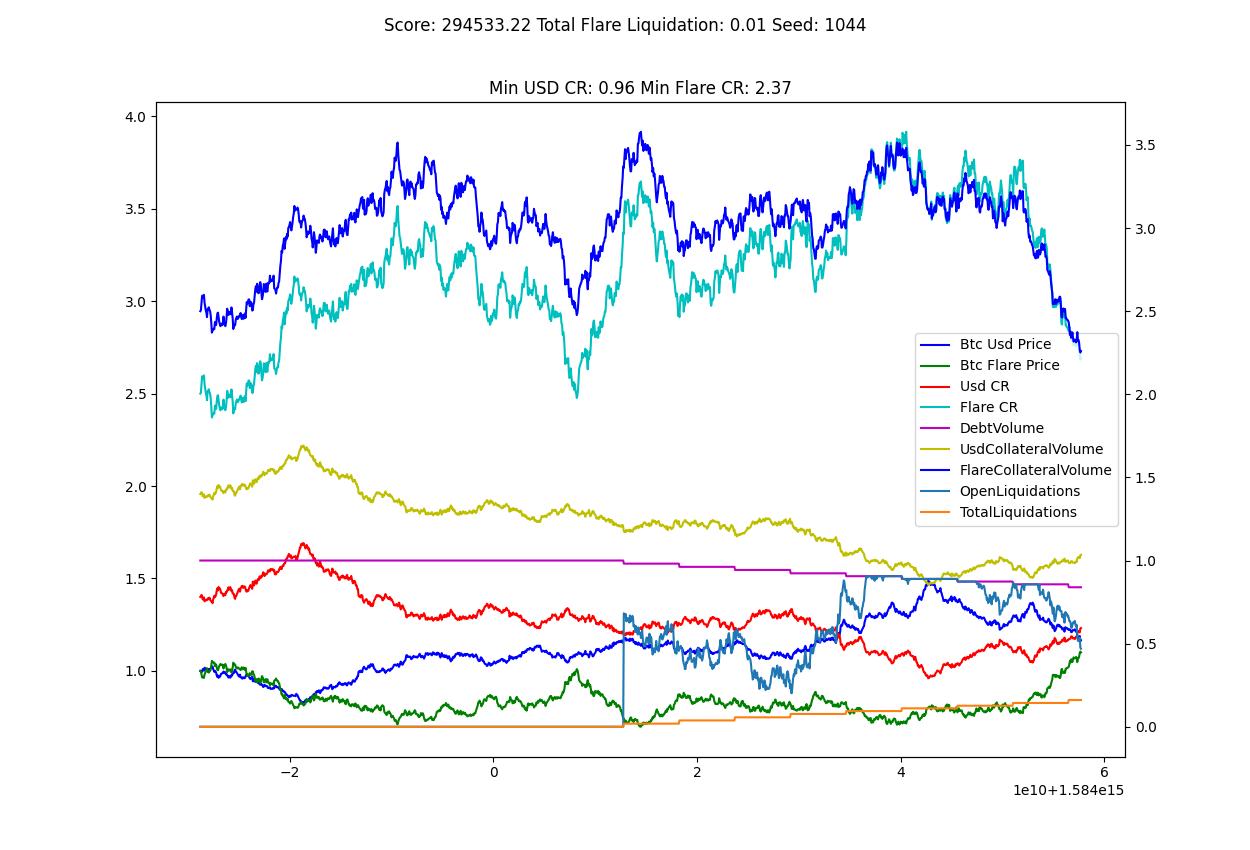 Score: 294533.22 Total Flare Liquidation: 0.01 Seed: 1044
Min USD CR: 0.96 Min Flare CR: 2.37
4.0
3.5
3.0
2.5
2.0
1.5
1.0
3.5
3.0
2.5
2.0
1.5
1.0
0.5
0.0
Btc Usd Price
Btc Flare Price
Usd CR
Flare CR
DebtVolume
UsdCollateralVolume
FlareCollateralVolume
OpenLiquidations
TotalLiquidations
−2
0
2
4
6
1e10+1.584e15